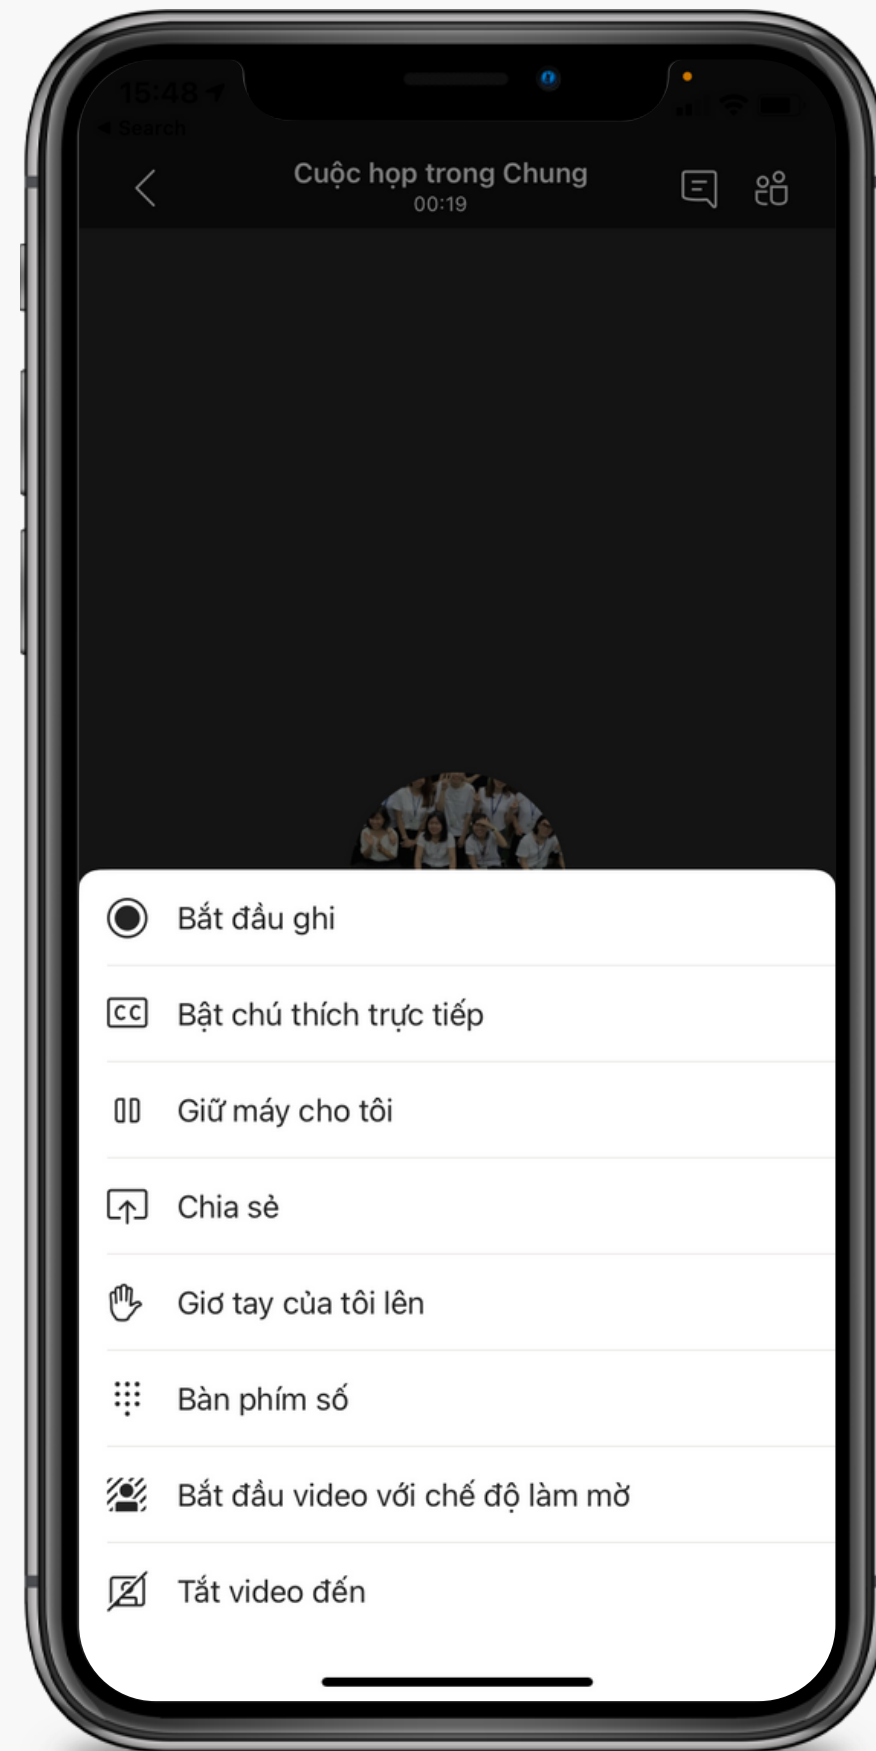 15:48
Search
Cuộc họp trong Chung
00:19
Bắt đầu ghi
CC Bật chú thích trực tiếp
Giữ máy cho tôi
Chia sẻ
Giơ tay của tôi lên
Bàn phím số
Bắt đầu video với chế độ làm mờ
Tắt video đến